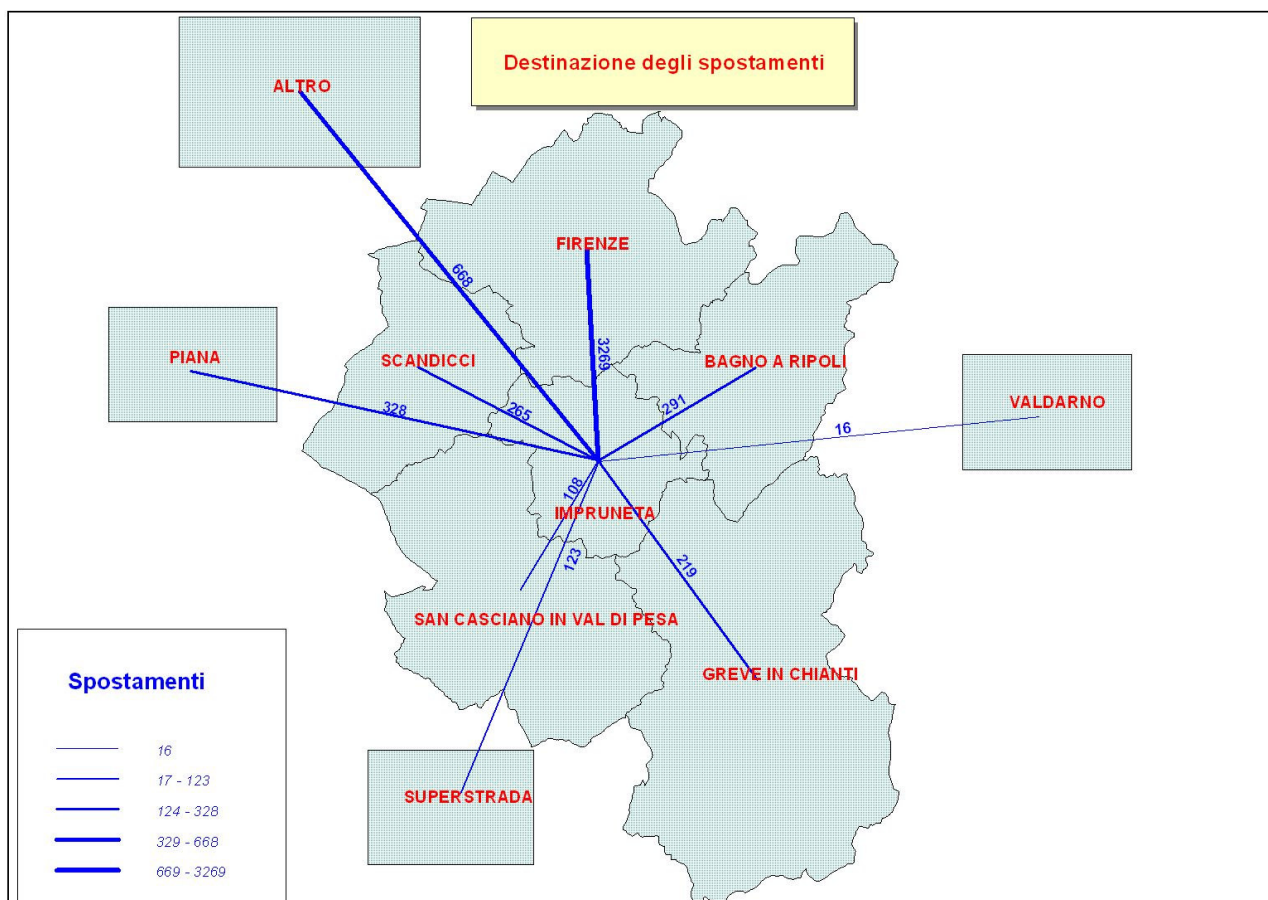 Destinazione degli spostamenti
ALTRO
668
FIRENZE
3269
PIANA
328
SCANDICCI
265
BAGNO A RIPOLI
291
VALDARNO
16
108
IMPRUNETA
123
219
SAN CASCIANO IN VAL DI PESA
GREVE IN CHIANTI
SUPERSTRADA
Spostamenti
16
17 - 123
124 - 328
329 - 668
669 - 3269